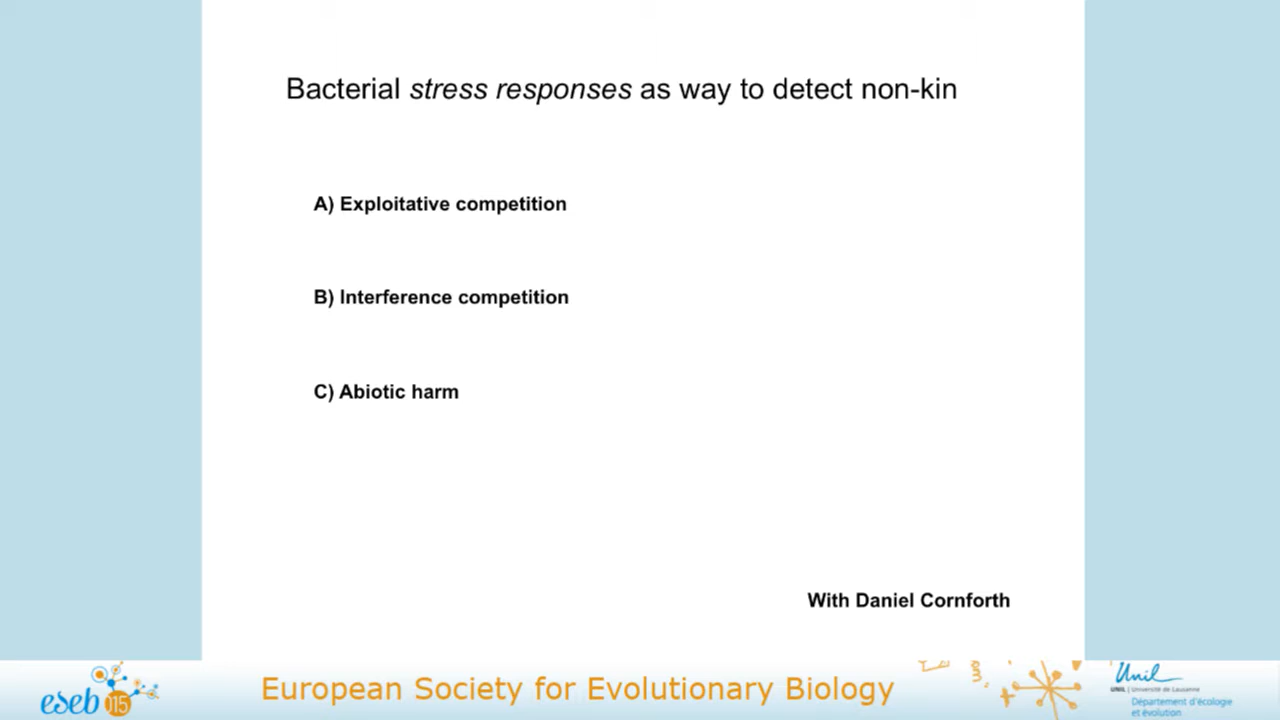 Bacterial stress responses as way to detect non-kin
A) Exploitative competition
B) Interference competition
C) Abiotic harm
With Daniel Cornforth
eseb 15
European Society for Evolutionary Biology
Unil
UNIL | Université de Lausanne
Département d'écologie
et évolution